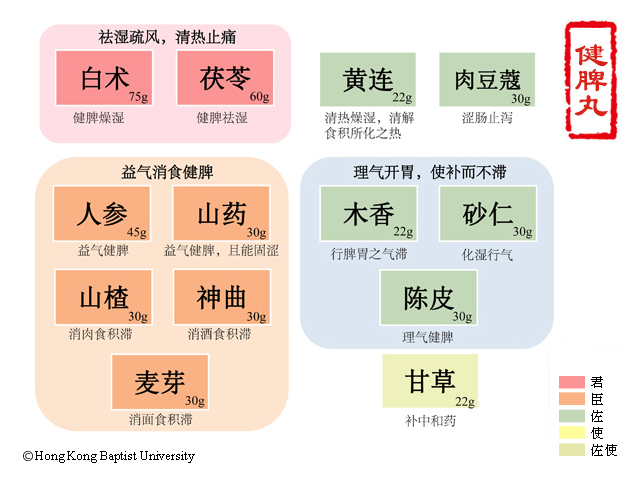 祛湿疏风，清热止痛
白术
75g
健脾燥湿
茯苓
60g
健脾祛湿
黄连
22g
清热燥湿，清解
食积所化之热
肉豆蔻
30g
涩肠止泻
健脾丸
益气消食健脾
人参
45g
益气健脾
山药
30g
益气健脾，且能固涩
山楂
30g
消肉食积滞
神曲
30g
消酒食积滞
麦芽
30g
消面食积滞
理气开胃，使补而不滞
木香
22g
行脾胃之气滞
砂仁
30g
化湿行气
陈皮
30g
理气健脾
甘草
22g
补中和药
君
臣
佐
使
佐使
©HongKong Baptist University